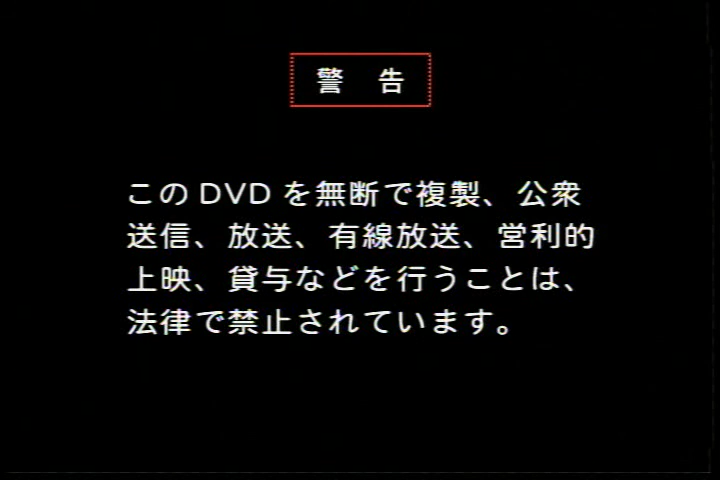 警 告
このDVDを無断で複製、公衆
送信、放送、有線放送、営利的
上映、貸与などを行うことは、
法律で禁止されています。